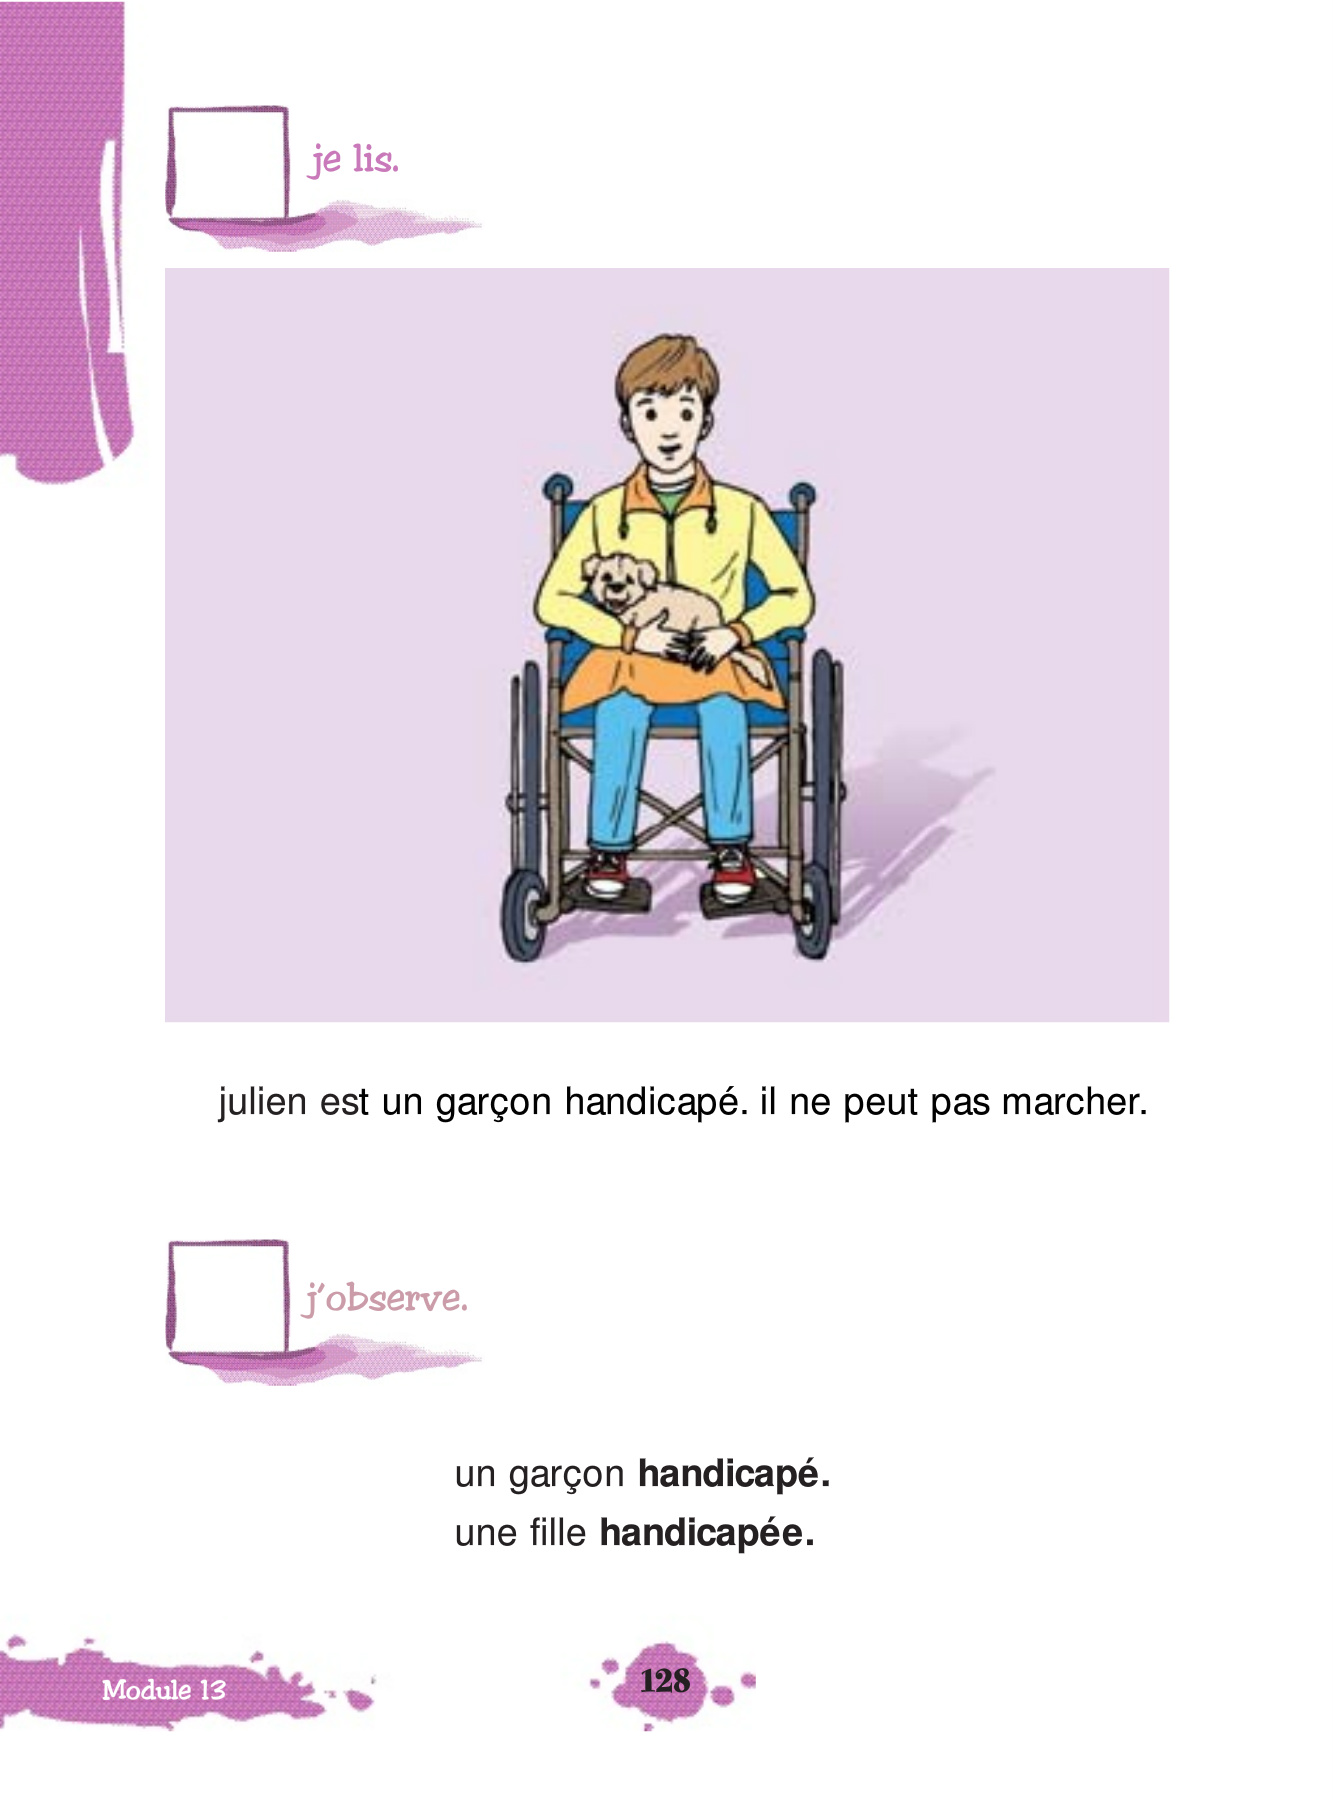 je lis.
julien est un garçon handicapé. il ne peut pas marcher.
j'observe.
un garçon handicapé.
une fille handicapée.
Module 13
128